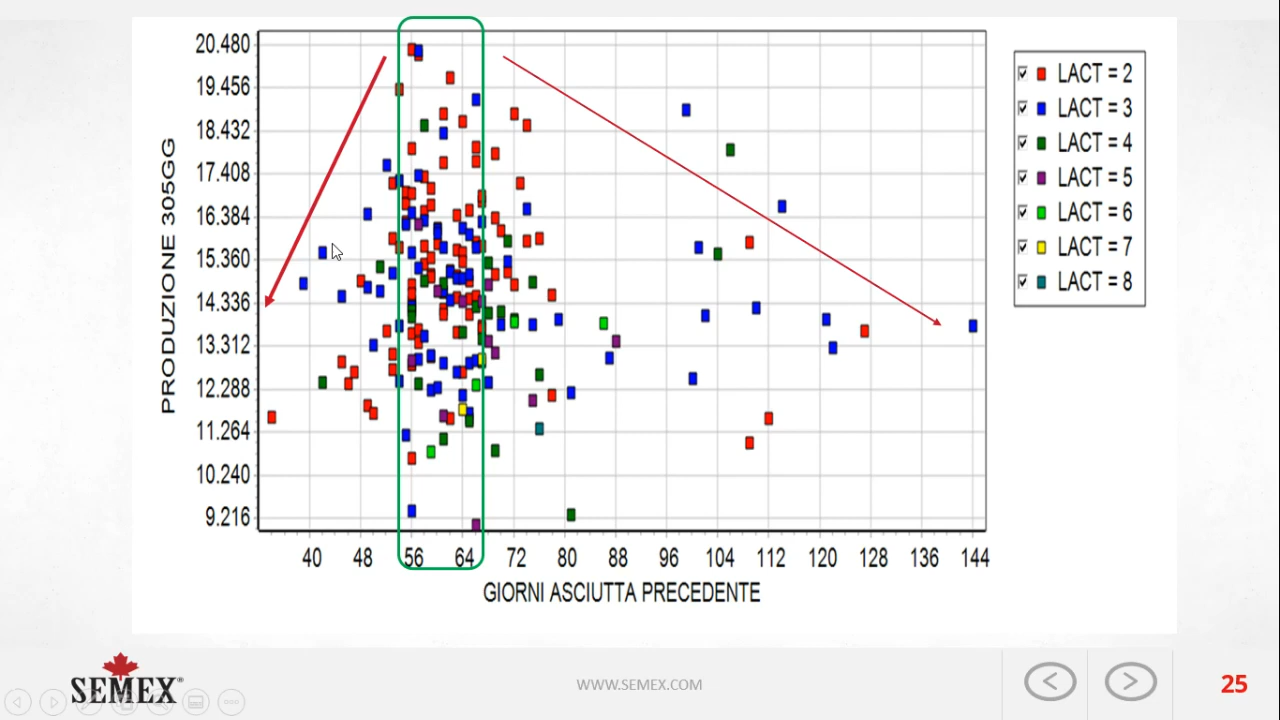 PRODUZIONE 305GG
20.480
19.456
18.432
17.408
16.384
15.360
14.336
13.312
12.288
11.264
10.240
9.216
40 48 56 64 72 80 88 96 104 112 120 128 136 144
GIORNI ASCIUTTA PRECEDENTE
LACT = 2
LACT = 3
LACT = 4
LACT = 5
LACT = 6
LACT = 7
LACT = 8
SEMEX®
WWW.SEMEX.COM
25